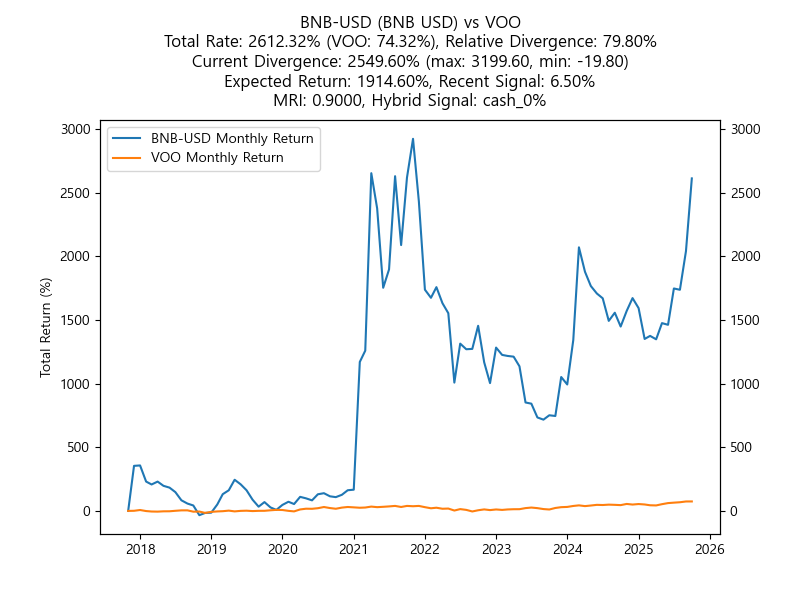 BNB-USD (BNB USD) vs VOO
Total Rate: 2612.32% (VOO: 74.32%), Relative Divergence: 79.80%
Current Divergence: 2549.60% (max: 3199.60, min: -19.80)
Expected Return: 1914.60%, Recent Signal: 6.50%
MRI: 0.9000, Hybrid Signal: cash_0%
BNB-USD Monthly Return
VOO Monthly Return
Total Return (%)
3000
2500
2000
1500
1000
500
0
3000
2500
2000
1500
1000
500
0
2018
2019
2020
2021
2022
2023
2024
2025
2026